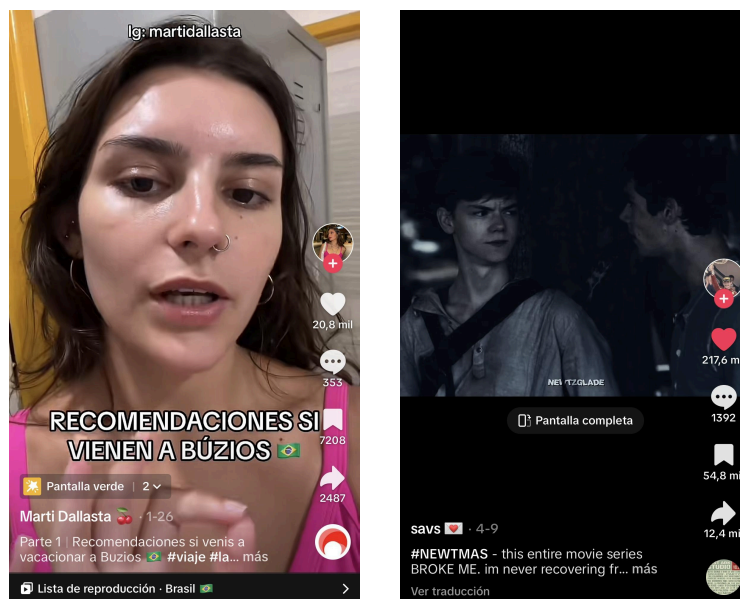 Ig: martidallasta
20,8 mil
353
RECOMENDACIONES SI
VIENEN A BÚZIOS
7208
Pantalla verde | 2
2487
Marti Dallasta · 1-26
Parte 1 | Recomendaciones si venis a
vacacionar a Buzios #viaje #la... más
Lista de reproducción · Brasil
NEWTZGLADE
217,6 m
Pantalla completa
1392
54,8 mi
12,4 mi
savs · 4-9
#NEWTMAS - this entire movie series
BROKE ME. im never recovering fr... más
Ver traducción